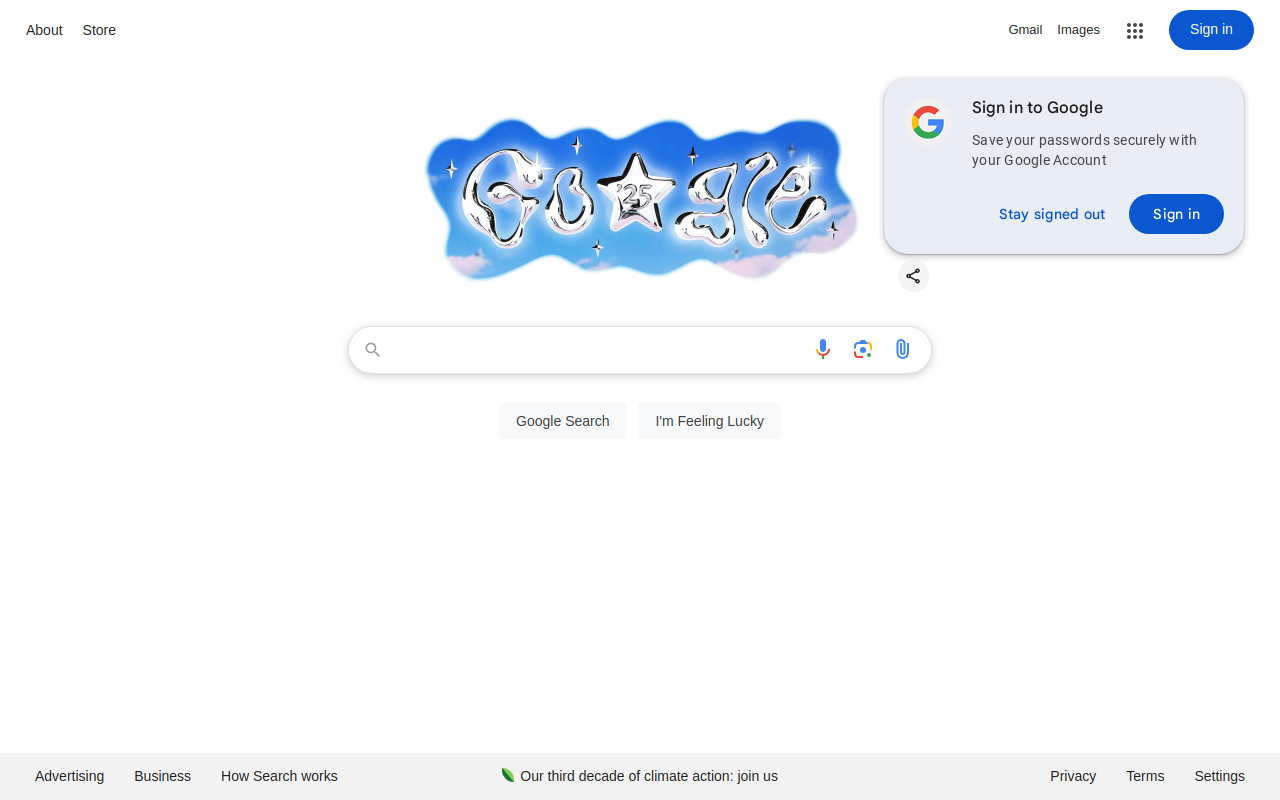 About Store
Gmail Images
Sign in
Sign in to Google
Save your passwords securely with
your Google Account
Stay signed out
Sign in
Go gle
'25
Google Search
I'm Feeling Lucky
Advertising Business How Search works
Our third decade of climate action: join us
Privacy Terms Settings